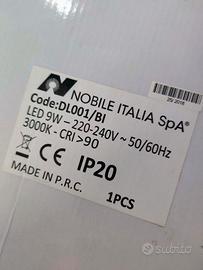 NOBILE ITALIA SpA®
Code:DL001/BI
LED 9W – 220-240V ~ 50/60Hz
3000K - CRI>90
CE IP20
MADE IN P.R.C.
1PCS
subito